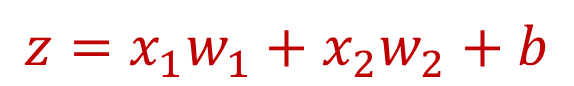 z = x₁w₁ + x₂w₂ + b